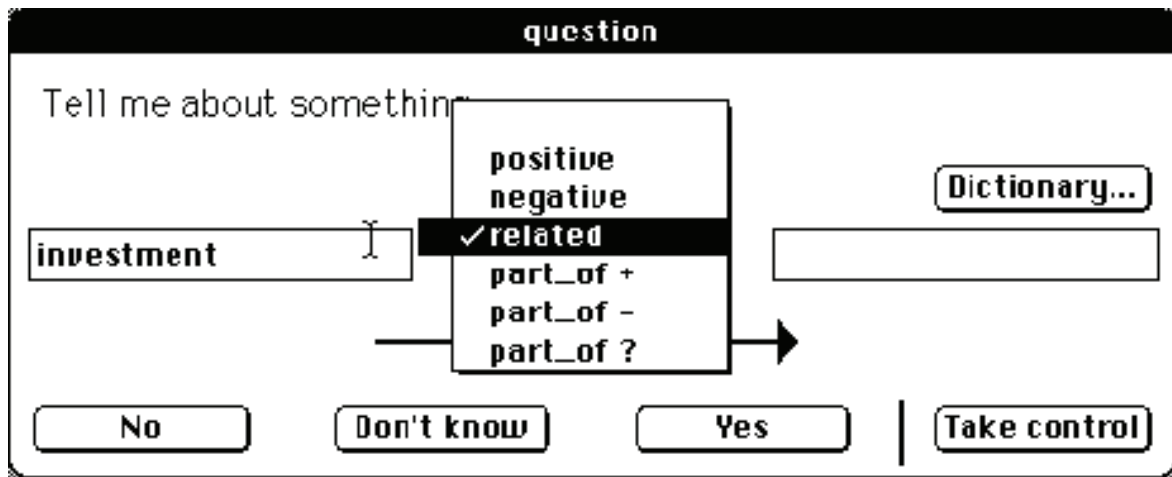 question
Tell me about something
positive
negative
Dictionary...
investment
✓related
part_of +
part_of -
part_of ?
No
Don't know
Yes
Take control